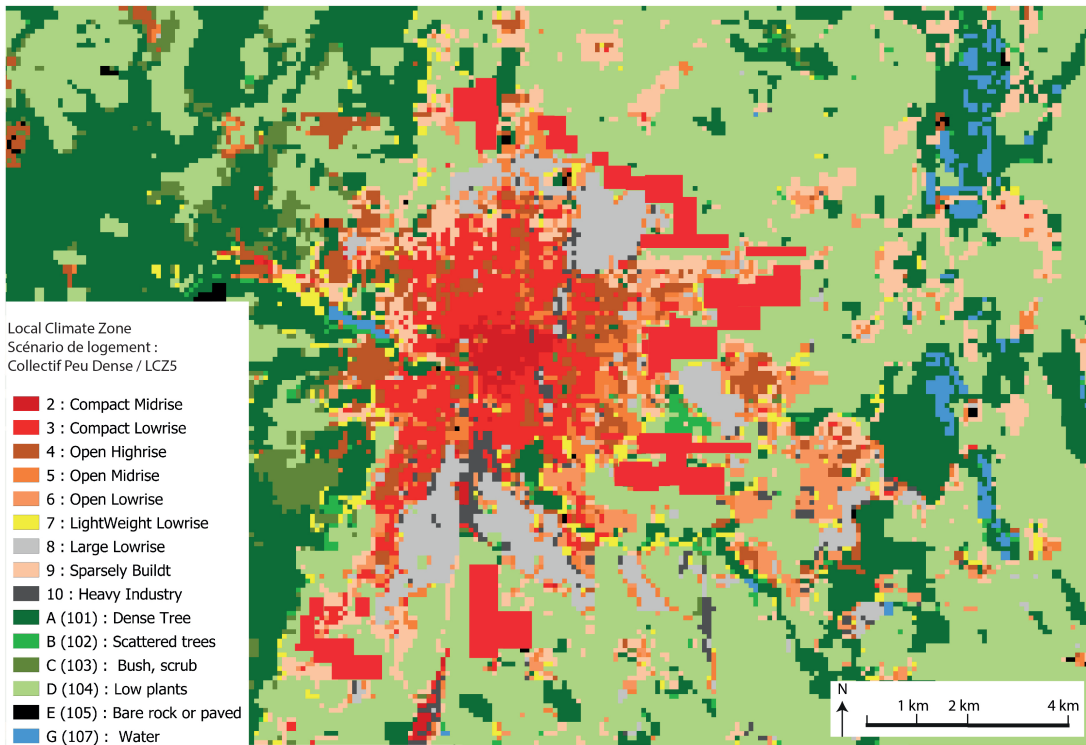 Local Climate Zone
Scénario de logement :
Collectif Peu Dense / LCZ5
2 : Compact Midrise
3 : Compact Lowrise
4 : Open Highrise
5 : Open Midrise
6 : Open Lowrise
7 : LightWeight Lowrise
8 : Large Lowrise
9 : Sparsely Buildt
10 : Heavy Industry
A (101) : Dense Tree
B (102) : Scattered trees
C (103) : Bush, scrub
D (104) : Low plants
E (105) : Bare rock or paved
G (107) : Water
N
1 km 2 km 4 km